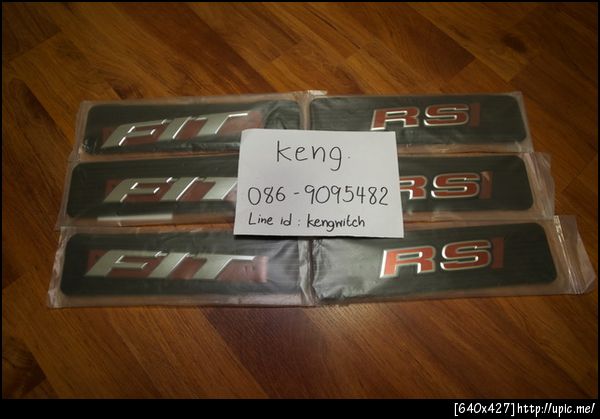 FIT RS
keng.
FIT 086-9095482 RS
Line id : kengwitch
FIT RS
[640x427]http://upic.me/